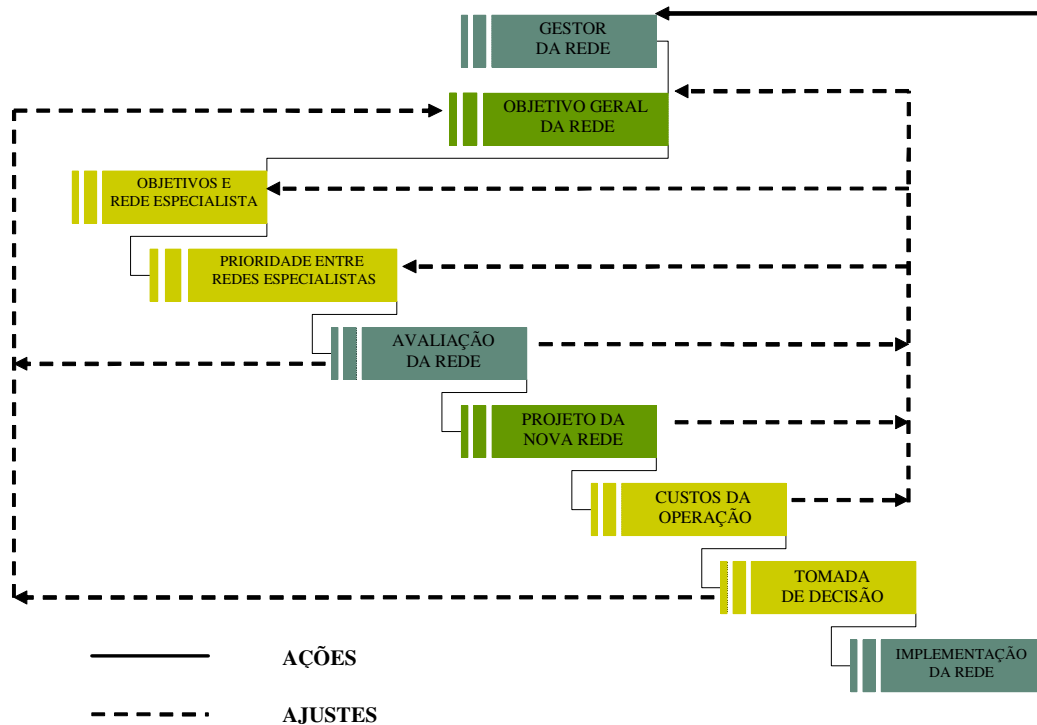 GESTOR
DA REDE
OBJETIVO GERAL
DA REDE
OBJETIVOS E
REDE ESPECIALISTA
PRIORIDADE ENTRE
REDES ESPECIALISTAS
AVALIAÇÃO
DA REDE
PROJETO DA
NOVA REDE
CUSTOS DA
OPERAÇÃO
TOMADA
DE DECISÃO
IMPLEMENTAÇÃO
DA REDE
AÇÕES
AJUSTES